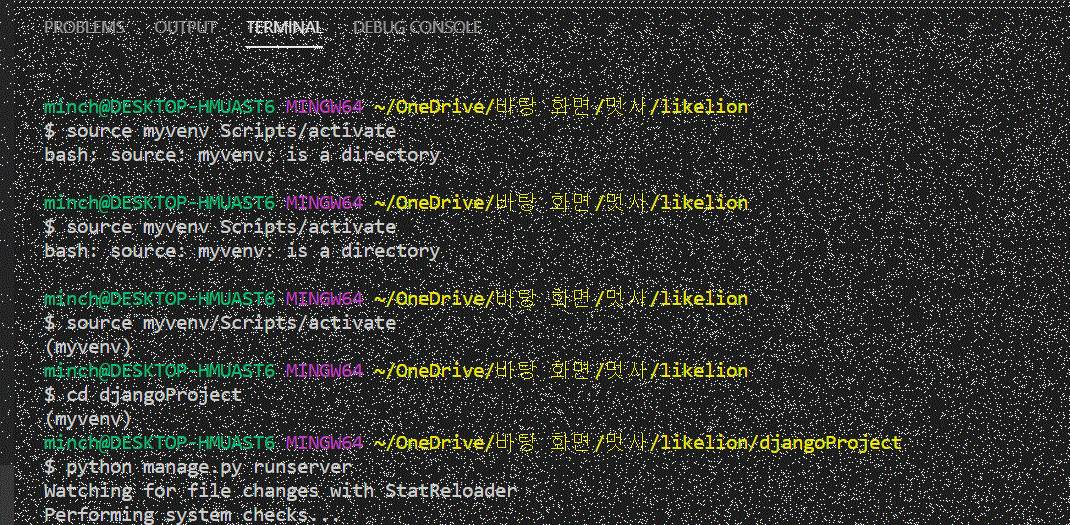 PROBLEMS OUTPUT TERMINAL DEBUG CONSOLE
minch@DESKTOP-HMUAST6 MINGW64 ~/OneDrive/바탕 화면/멋사/likelion
$ source myvenv Scripts/activate
bash: source: myvenv: is a directory
minch@DESKTOP-HMUAST6 MINGW64 ~/OneDrive/바탕 화면/멋사/likelion
$ source myvenv Scripts/activate
bash: source: myvenv: is a directory
minch@DESKTOP-HMUAST6 MINGW64 ~/OneDrive/바탕 화면/멋사/likelion
$ source myvenv/Scripts/activate
(myvenv)
minch@DESKTOP-HMUAST6 MINGW64 ~/OneDrive/바탕 화면/멋사/likelion
$ cd djangoProject
(myvenv)
minch@DESKTOP-HMUAST6 MINGW64 ~/OneDrive/바탕 화면/멋사/likelion/djangoProject
$ python manage.py runserver
Watching for file changes with StatReloader
Performing system checks...